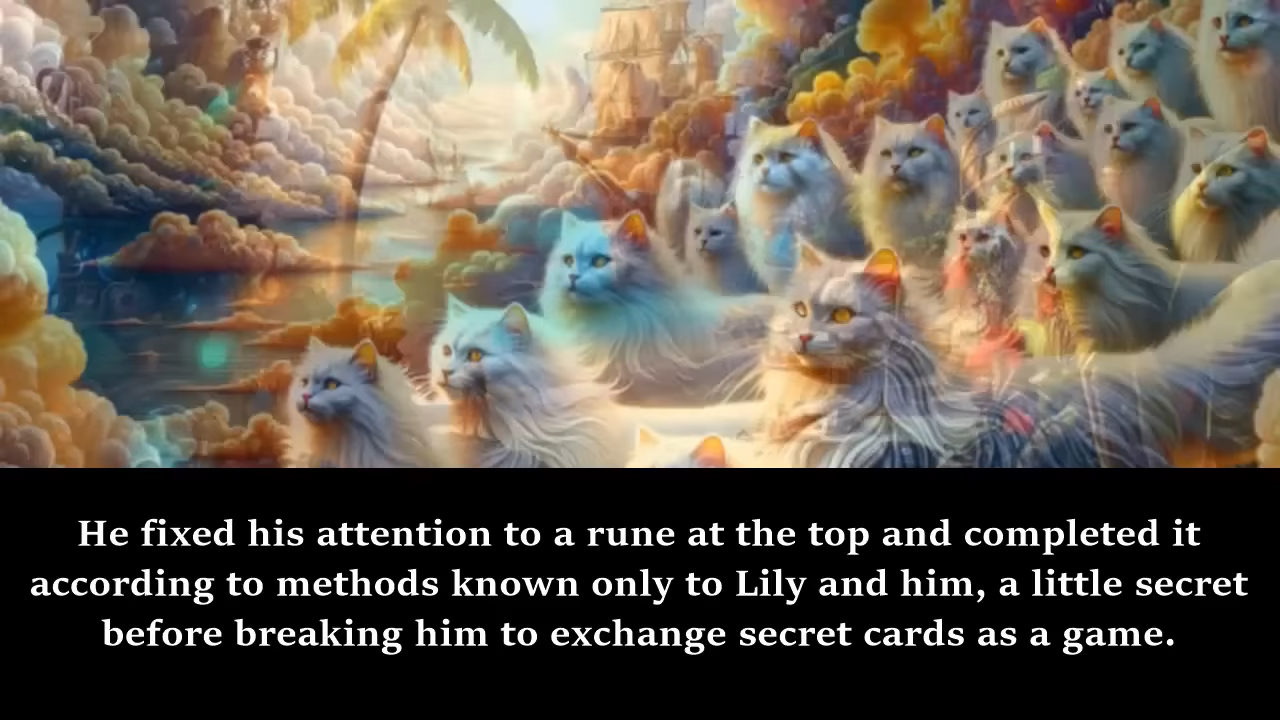 He fixed his attention to a rune at the top and completed it
according to methods known only to Lily and him, a little secret
before breaking him to exchange secret cards as a game.